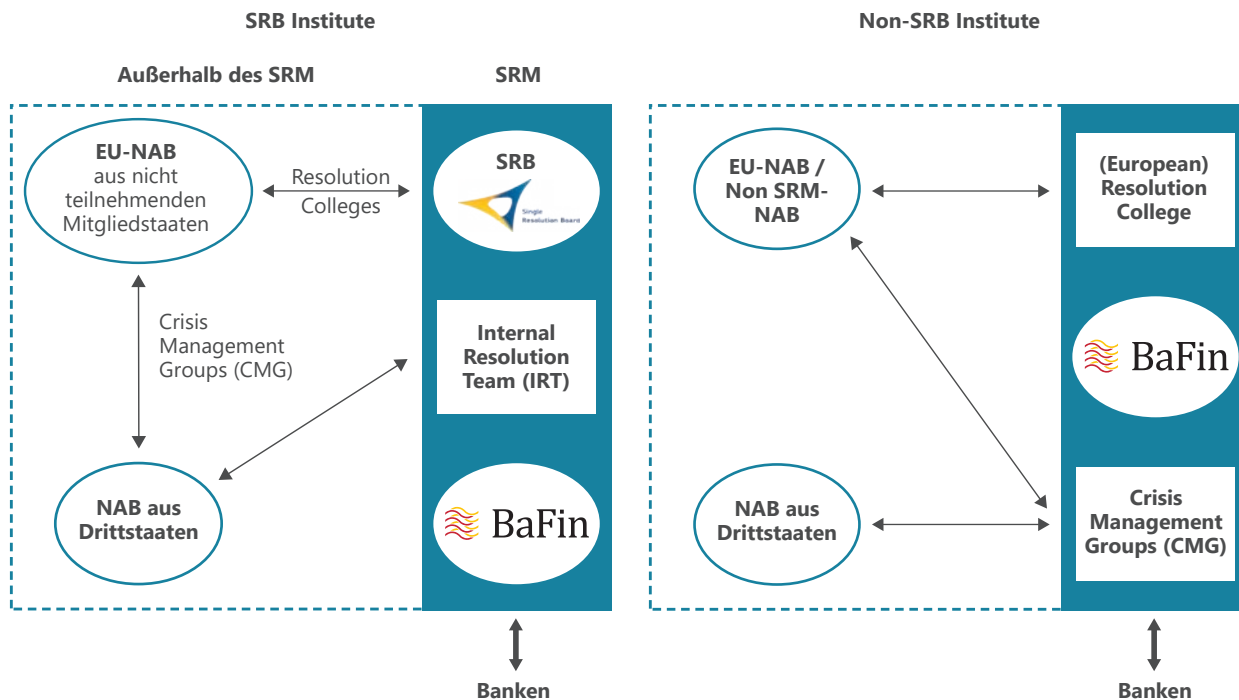 SRB Institute
Außerhalb des SRM
SRM
EU-NAB
aus nicht
teilnehmenden
Mitgliedstaaten
Resolution
Colleges
SRB
Single
Resolution Board
Crisis
Management
Groups (CMG)
Internal
Resolution
Team (IRT)
NAB aus
Drittstaaten
BaFin
Banken
Non-SRB Institute
EU-NAB /
Non SRM-
NAB
(European)
Resolution
College
BaFin
NAB aus
Drittstaaten
Crisis
Management
Groups (CMG)
Banken